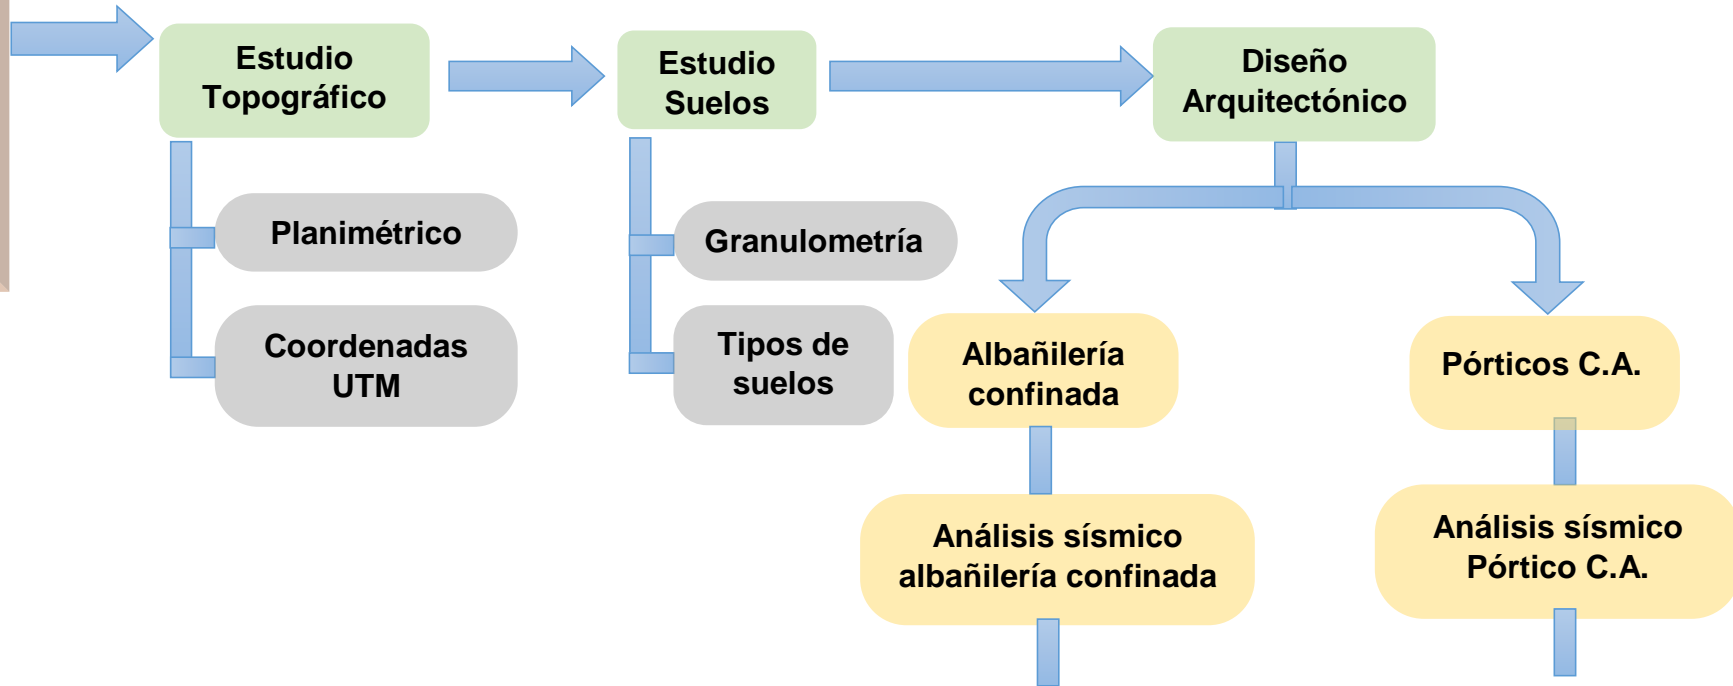 Estudio
Topográfico
Estudio
Suelos
Diseño
Arquitectónico
Planimétrico
Granulometría
Coordenadas
UTM
Tipos de
suelos
Albañilería
confinada
Pórticos C.A.
Análisis sísmico
albañilería confinada
Análisis sísmico
Pórtico C.A.